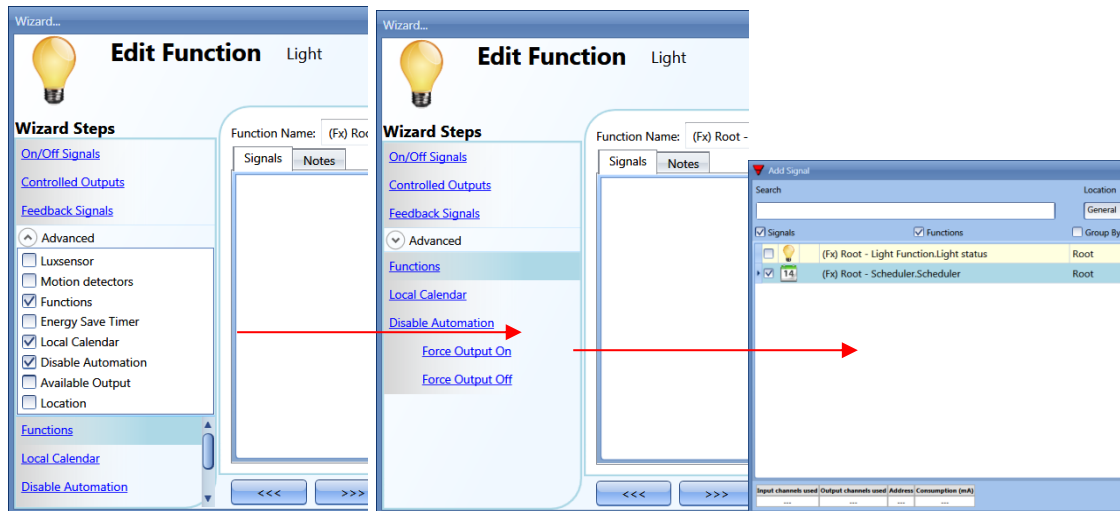 Wizard...
Edit Function Light
Wizard Steps
On/Off Signals
Controlled Outputs
Feedback Signals
Advanced
Luxsensor
Motion detectors
Functions
Energy Save Timer
Local Calendar
Disable Automation
Available Output
Location
Functions
Local Calendar
Disable Automation
Function Name: (Fx) Roo
Signals Notes
<<< >>>
Wizard...
Edit Function Light
Wizard Steps
On/Off Signals
Controlled Outputs
Feedback Signals
Advanced
Functions
Local Calendar
Disable Automation
Force Output On
Force Output Off
Function Name: (Fx) Root -
Signals Notes
<<< >>>
Add Signal
Search Location
General
Signals Functions Group By
(Fx) Root - Light Function.Light status Root
14 (Fx) Root - Scheduler.Scheduler Root
Input channels used Output channels used Address Consumption (mA)
--- --- --- ---